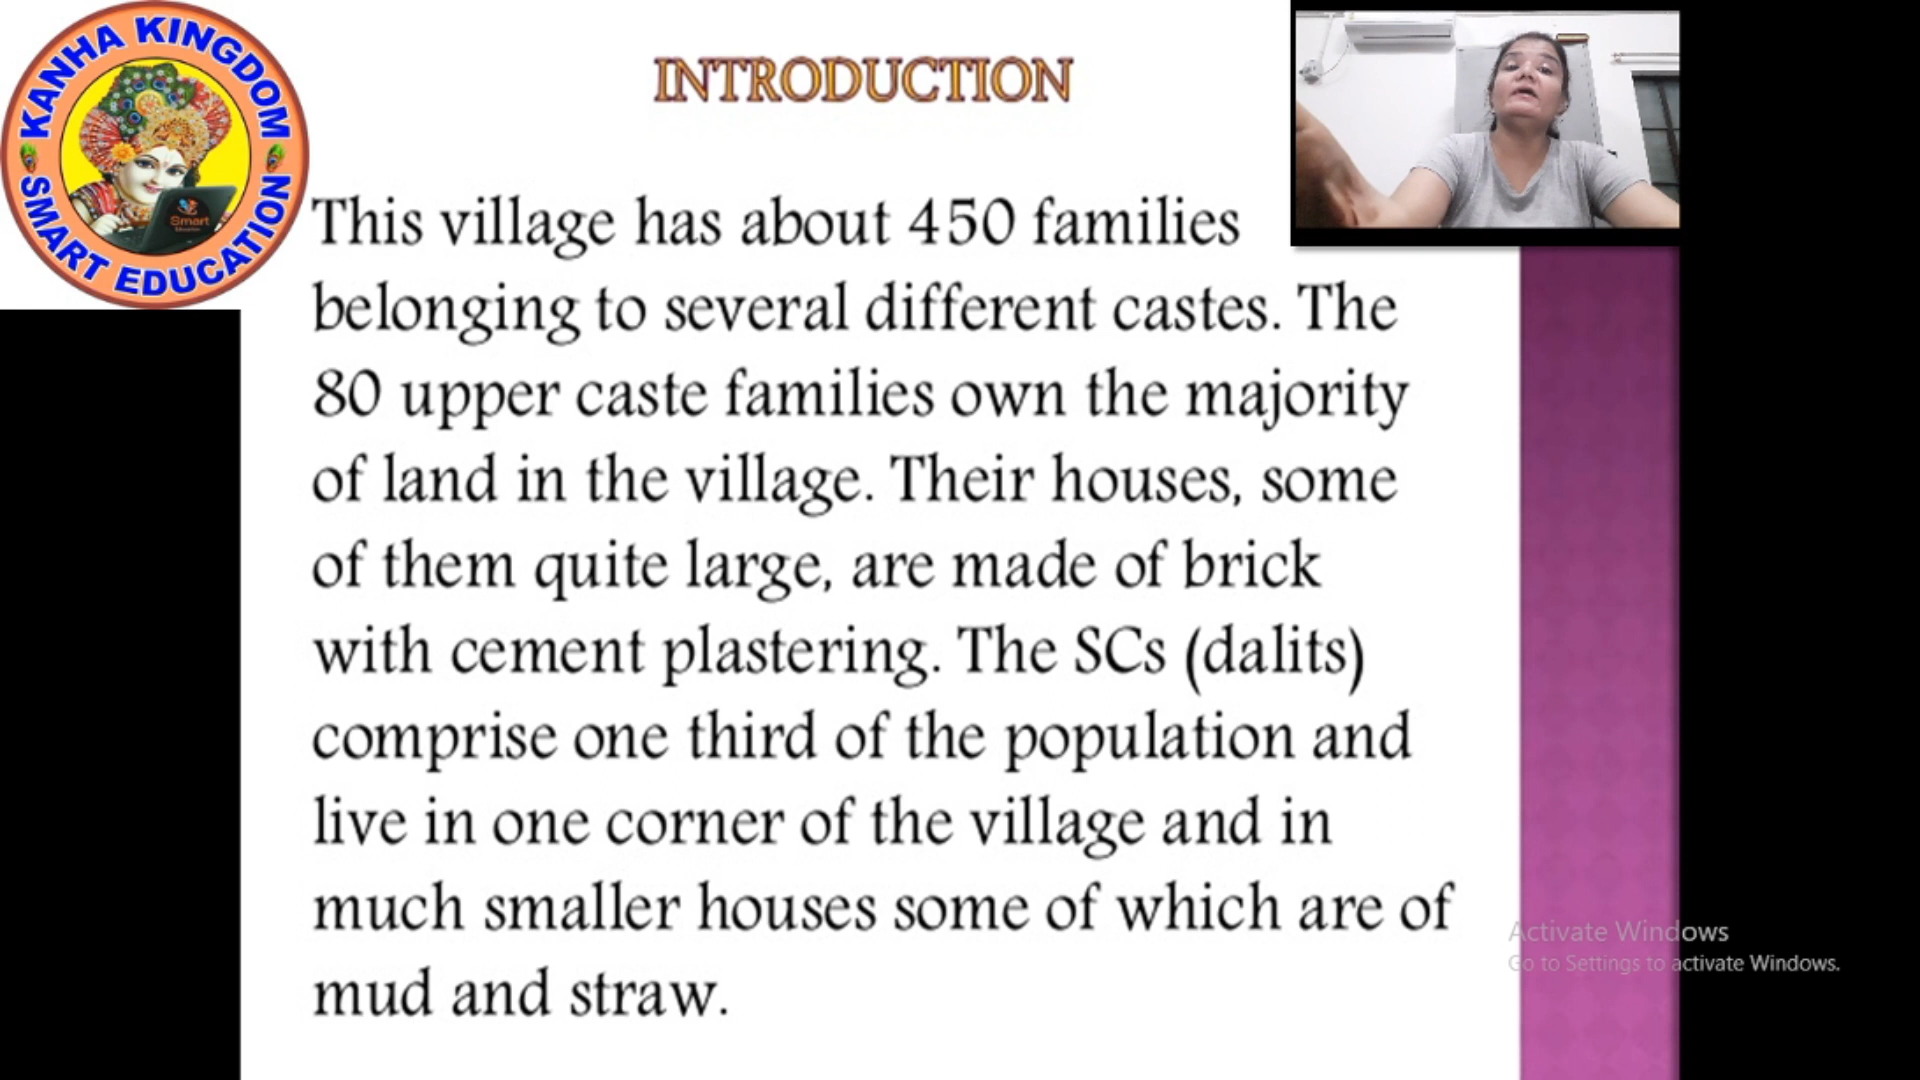 KANHA KINGDOM
SMART EDUCATION
Smart
INTRODUCTION
This village has about 450 families
belonging to several different castes. The
80 upper caste families own the majority
of land in the village. Their houses, some
of them quite large, are made of brick
with cement plastering. The SCs (dalits)
comprise one third of the population and
live in one corner of the village and in
much smaller houses some of which are of
mud and straw.
Activate Windows
Go to Settings to activate Windows.